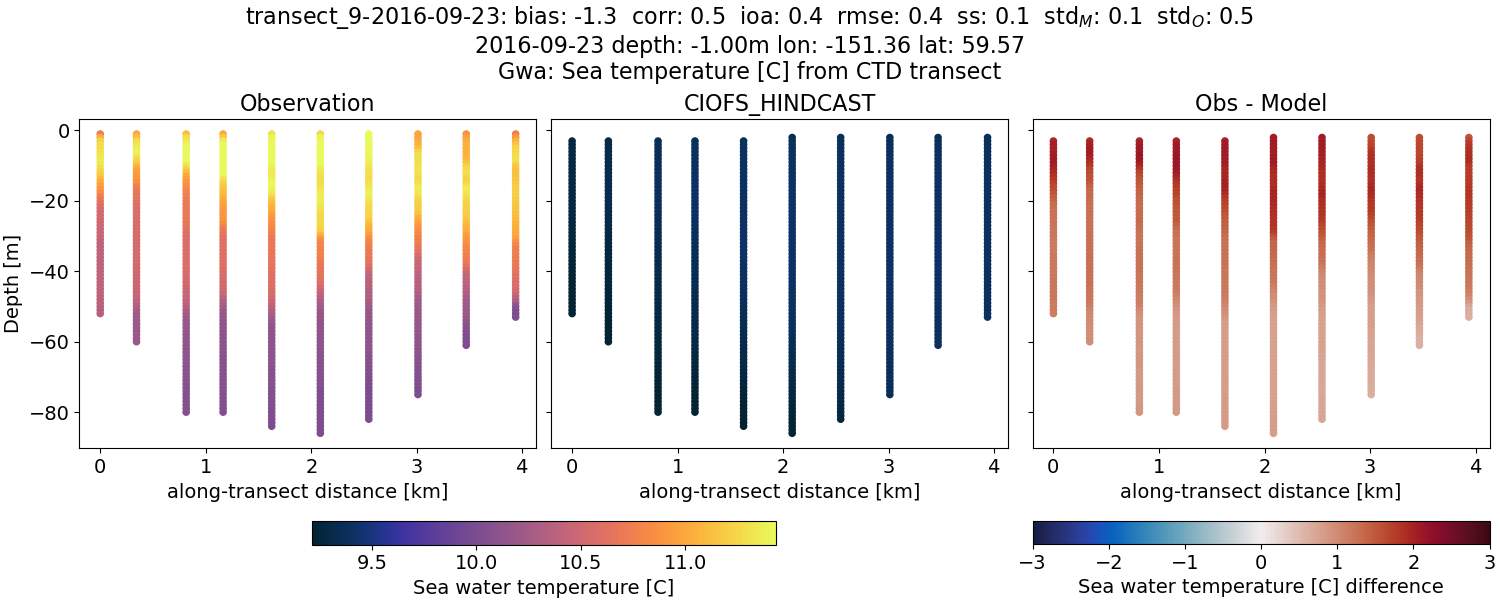 transect_9-2016-09-23: bias: -1.3  corr: 0.5  ioa: 0.4  rmse: 0.4  ss: 0.1  std_M: 0.1  std_O: 0.5
2016-09-23 depth: -1.00m lon: -151.36 lat: 59.57
Gwa: Sea temperature [C] from CTD transect
Observation
CIOFS_HINDCAST
Obs - Model
Depth [m]
0
−20
−40
−60
−80
0 1 2 3 4
0 1 2 3 4
0 1 2 3 4
along-transect distance [km]
along-transect distance [km]
along-transect distance [km]
9.5 10.0 10.5 11.0
Sea water temperature [C]
−3 −2 −1 0 1 2 3
Sea water temperature [C] difference